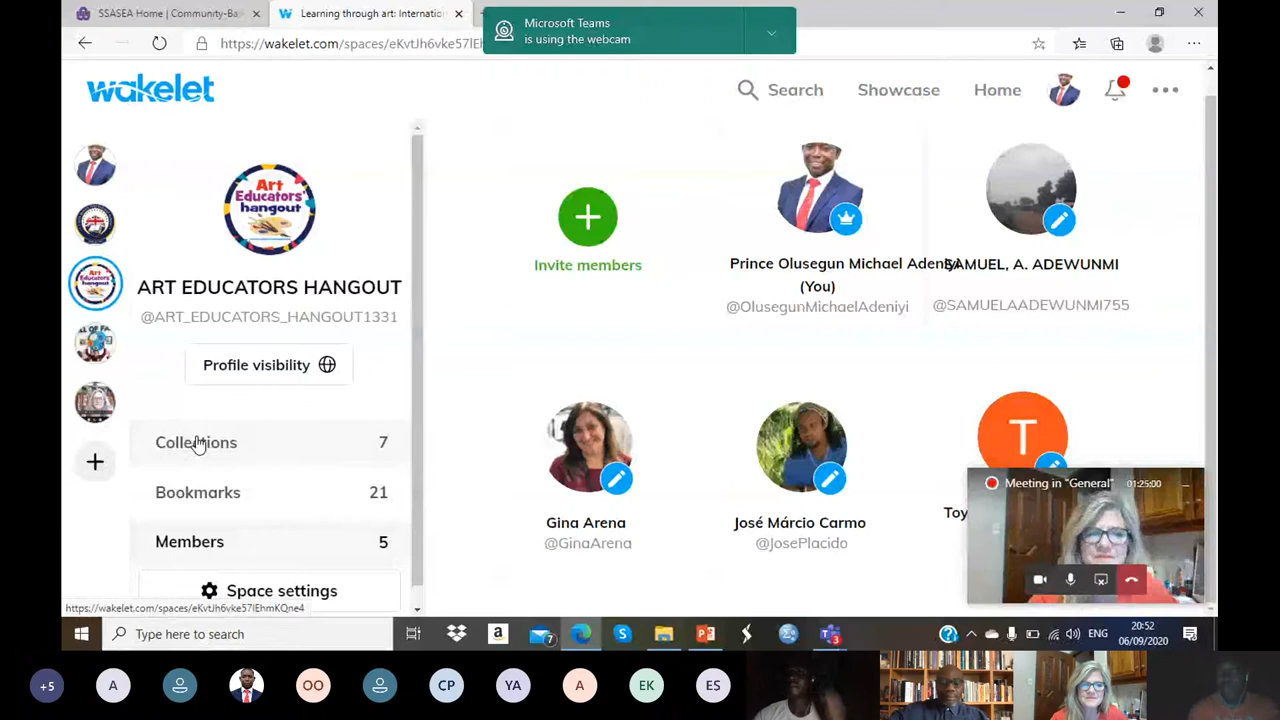 SSASEA Home | Community-Ba
Learning through art: Internation
Microsoft Teams
is using the webcam
https://wakelet.com/spaces/eKvtJh6vke57lE
wakelet
Search
Showcase
Home
Art
Educators'
hangout
ART EDUCATORS HANGOUT
@ART_EDUCATORS_HANGOUT1331
Profile visibility
Collections 7
Bookmarks 21
Members 5
Space settings
https://wakelet.com/spaces/eKvtJh6vke57lEhmKQne4
Invite members
Prince Olusegun Michael Adeniyi
(You)
@OlusegunMichaelAdeniyi
SAMUEL, A. ADEWUNMI
@SAMUELAADEWUNMI755
Gina Arena
@GinaArena
José Márcio Carmo
@JosePlacido
T
Toy
Meeting in "General" 01:25:00
Type here to search
a
7
3
ENG
20:52
06/09/2020
+5
A
OO
CP
YA
A
EK
ES